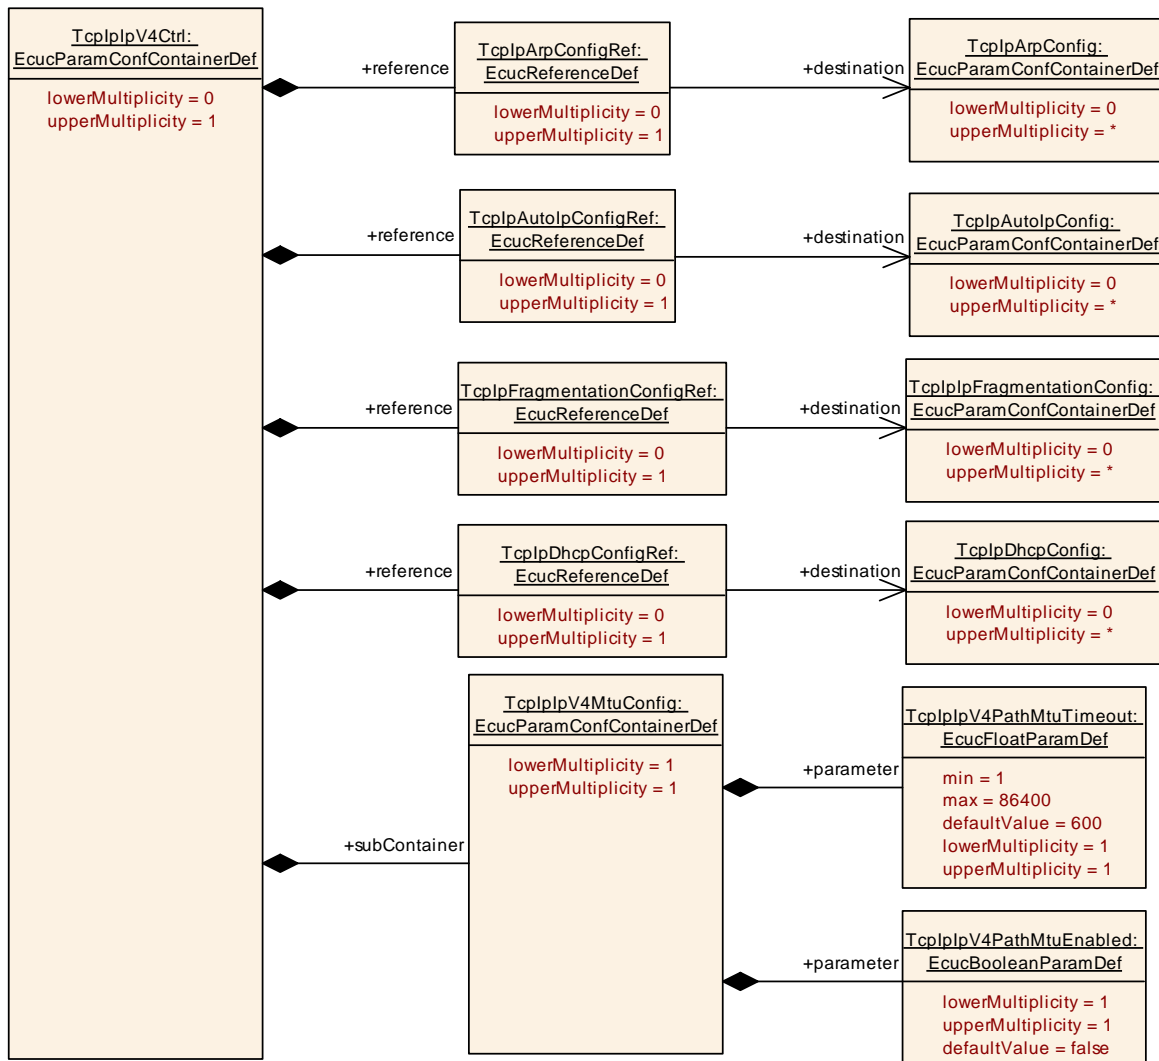 TcpIpIpV4Ctrl:
EcucParamConfContainerDef
lowerMultiplicity = 0
upperMultiplicity = 1
+reference
TcpIpArpConfigRef:
EcucReferenceDef
lowerMultiplicity = 0
upperMultiplicity = 1
+destination
TcpIpArpConfig:
EcucParamConfContainerDef
lowerMultiplicity = 0
upperMultiplicity = *
+reference
TcpIpAutoIpConfigRef:
EcucReferenceDef
lowerMultiplicity = 0
upperMultiplicity = 1
+destination
TcpIpAutoIpConfig:
EcucParamConfContainerDef
lowerMultiplicity = 0
upperMultiplicity = *
+reference
TcpIpFragmentationConfigRef:
EcucReferenceDef
lowerMultiplicity = 0
upperMultiplicity = 1
+destination
TcpIpIpFragmentationConfig:
EcucParamConfContainerDef
lowerMultiplicity = 0
upperMultiplicity = *
+reference
TcpIpDhcpConfigRef:
EcucReferenceDef
lowerMultiplicity = 0
upperMultiplicity = 1
+destination
TcpIpDhcpConfig:
EcucParamConfContainerDef
lowerMultiplicity = 0
upperMultiplicity = *
+subContainer
TcpIpIpV4MtuConfig:
EcucParamConfContainerDef
lowerMultiplicity = 1
upperMultiplicity = 1
+parameter
TcpIpIpV4PathMtuTimeout:
EcucFloatParamDef
min = 1
max = 86400
defaultValue = 600
lowerMultiplicity = 1
upperMultiplicity = 1
+parameter
TcpIpIpV4PathMtuEnabled:
EcucBooleanParamDef
lowerMultiplicity = 1
upperMultiplicity = 1
defaultValue = false